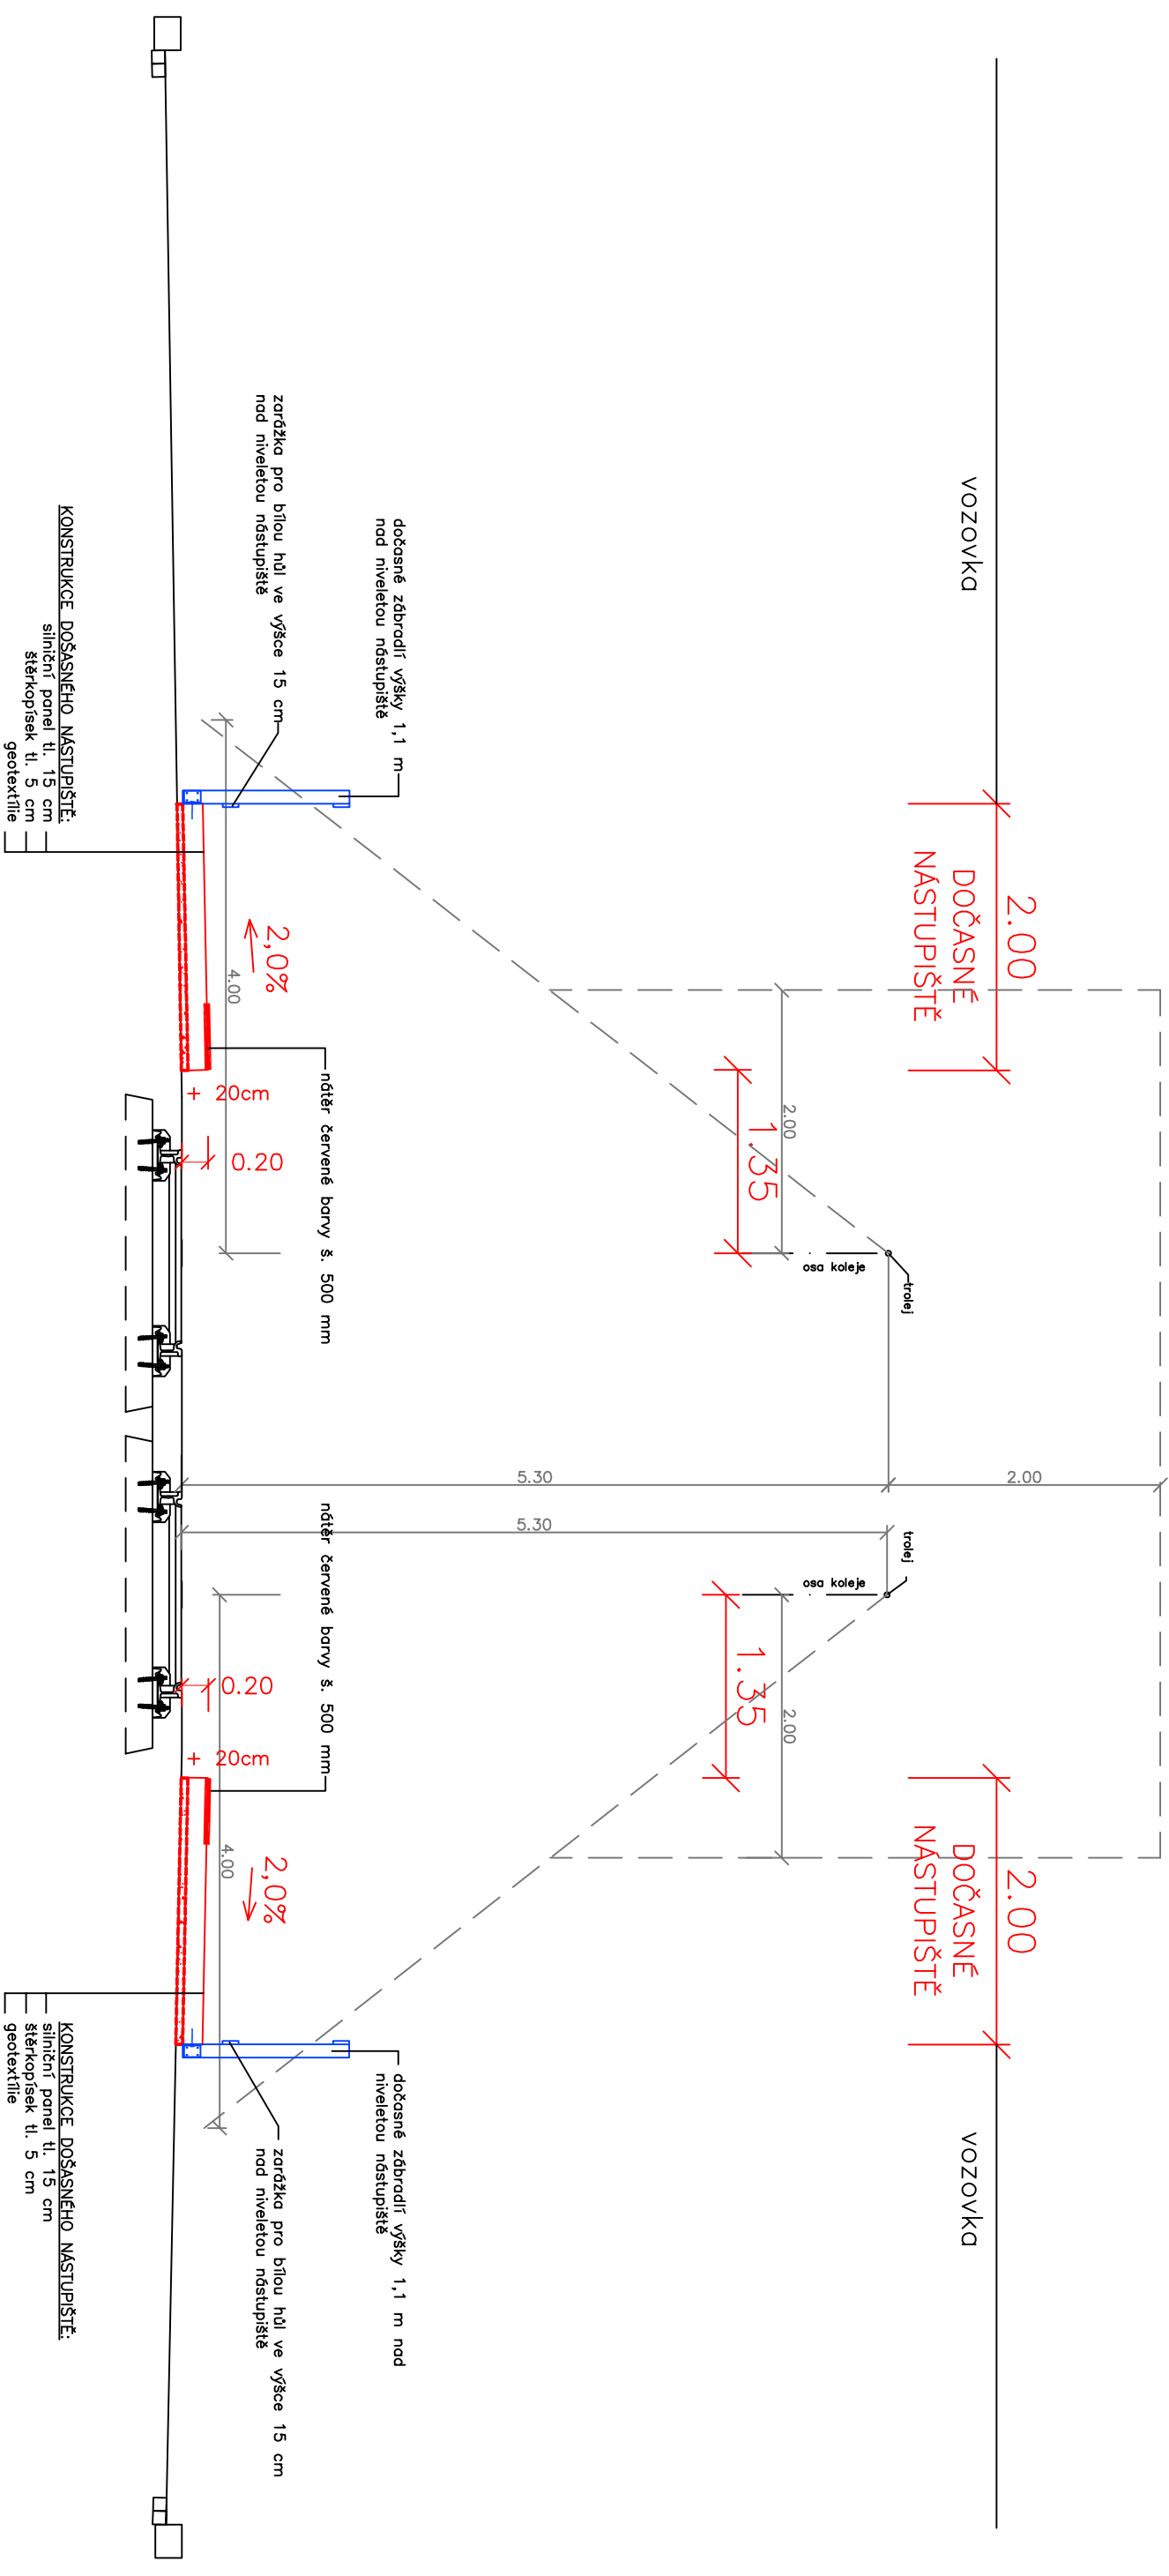 vozovka
2.00
DOČASNÉ
NÁSTUPIŠTĚ
2.00
2.00
DOČASNÉ
NÁSTUPIŠTĚ
vozovka
trolej
trolej
osa koleje
osa koleje
2.00
1.35
2.00
1.35
5.30
5.30
dočasné zábradlí výšky 1,1 m
nad niveletou nástupiště
dočasné zábradlí výšky 1,1 m nad
niveletou nástupiště
nátěr červené barvy š. 500 mm
nátěr červené barvy š. 500 mm
zarážka pro bílou hůl ve výšce 15 cm
nad niveletou nástupiště
zarážka pro bílou hůl ve výšce 15 cm
nad niveletou nástupiště
2,0%
4.00
+ 20cm
0.20
0.20
+ 20cm
2,0%
4.00
KONSTRUKCE DOŠASNÉHO NÁSTUPIŠTĚ:
silniční panel tl. 15 cm
štěrkopísek tl. 5 cm
geotextílie
KONSTRUKCE DOŠASNÉHO NÁSTUPIŠTĚ:
silniční panel tl. 15 cm
štěrkopísek tl. 5 cm
geotextílie